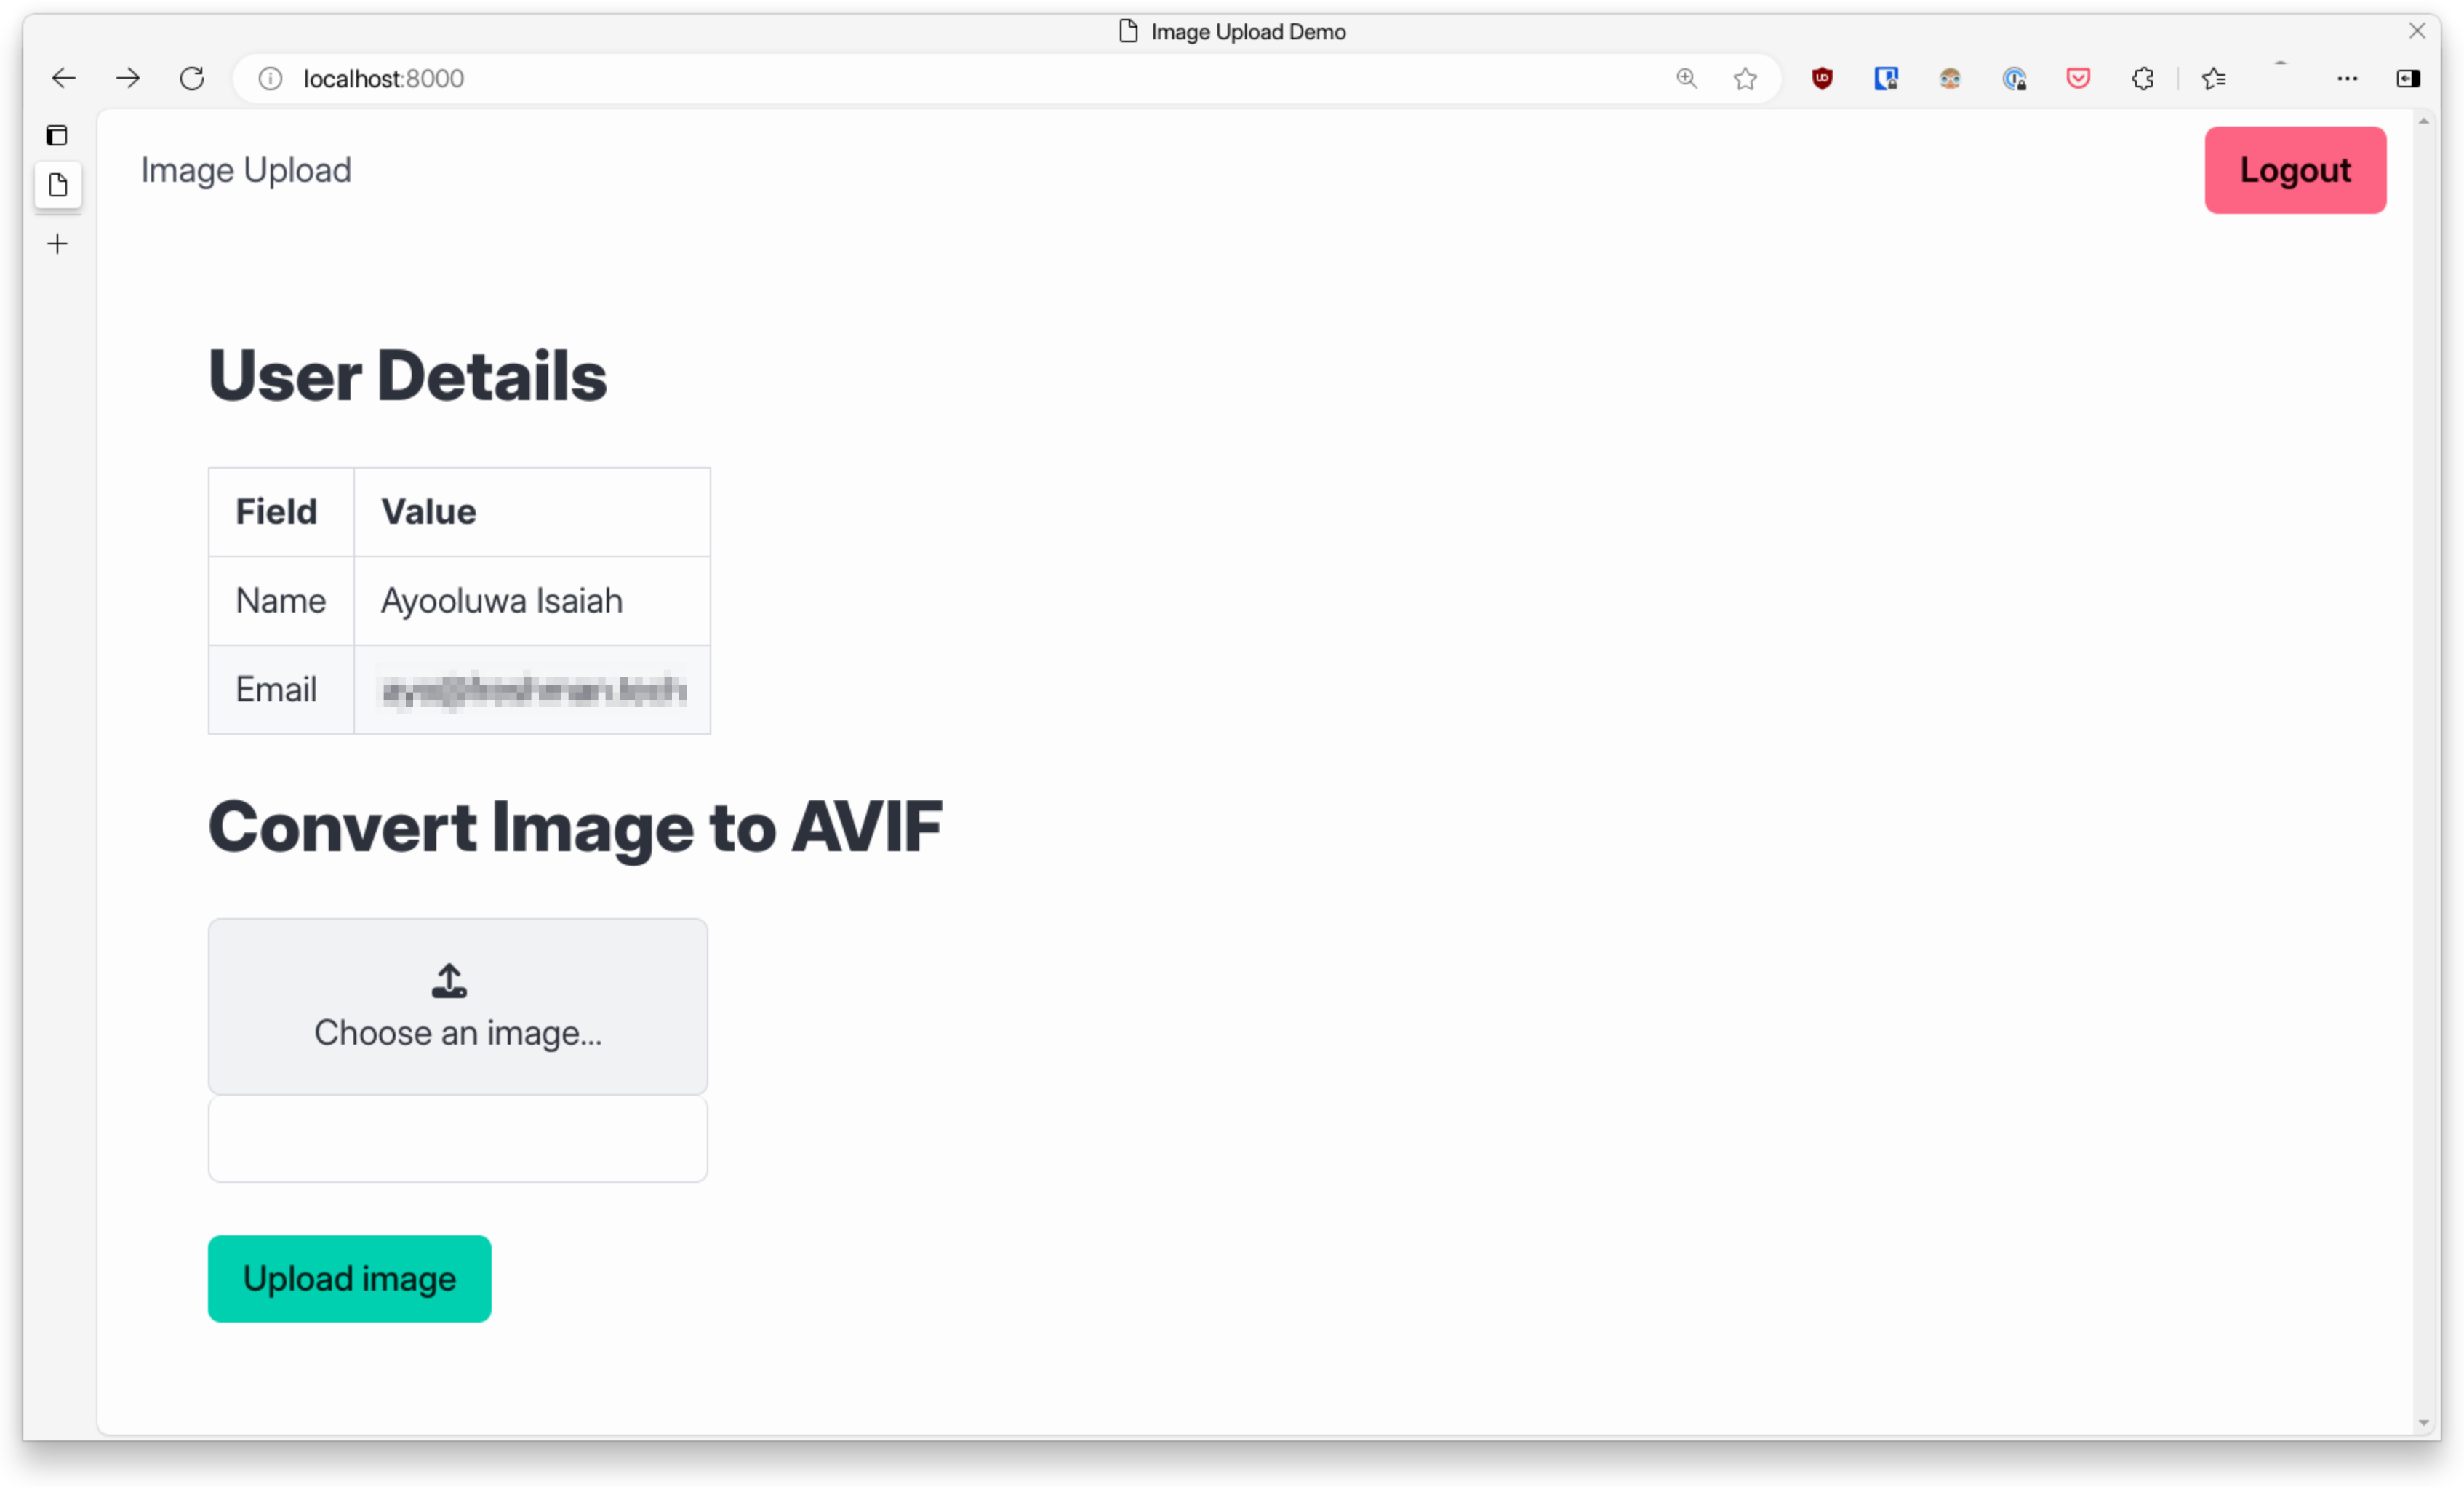 Image Upload Demo
localhost:8000
Image Upload
Logout
User Details
Field Value
Name Ayooluwa Isaiah
Email
Convert Image to AVIF
Choose an image...
Upload image